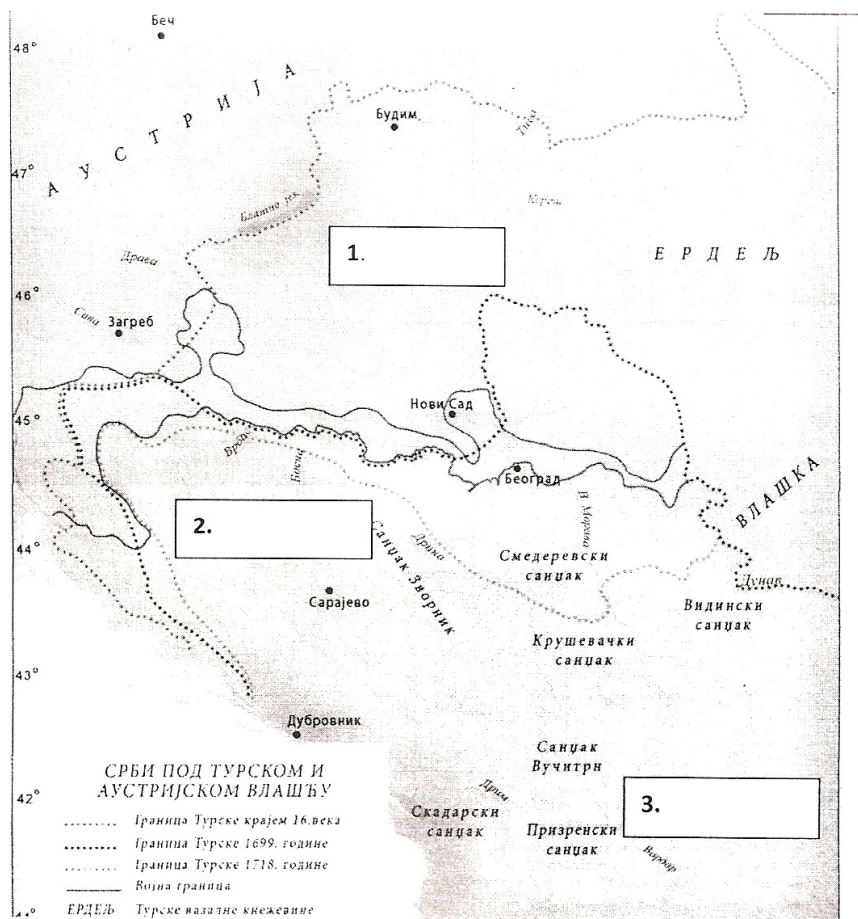 Беч
48°
АУСТРИЈА
Будим
Тиса
47°
Блатно јез.
Кереш
1.
ЕРДЕЉ
Драва
46°
Сава
Загреб
45°
Нови Сад
Врбас
Босна
Београд
ВЛАШКА
2.
В. Морава
44°
Санџак Зворник
Дрина
Смедеревски
санџак
Дунав
Сарајево
Видински
санџак
Крушевачки
санџак
43°
Дубровник
Санџак
Вучитрн
СРБИ ПОД ТУРСКОМ И
АУСТРИЈСКОМ ВЛАШЋУ
Дрим
3.
42°
Скадарски
санџак
Призренски
санџак
Вардар
Граница Турске крајем 16.века
Граница Турске 1699. године
Граница Турске 1718. године
Војна граница
ЕРДЕЉ Турске вазалне кнежевине
41°